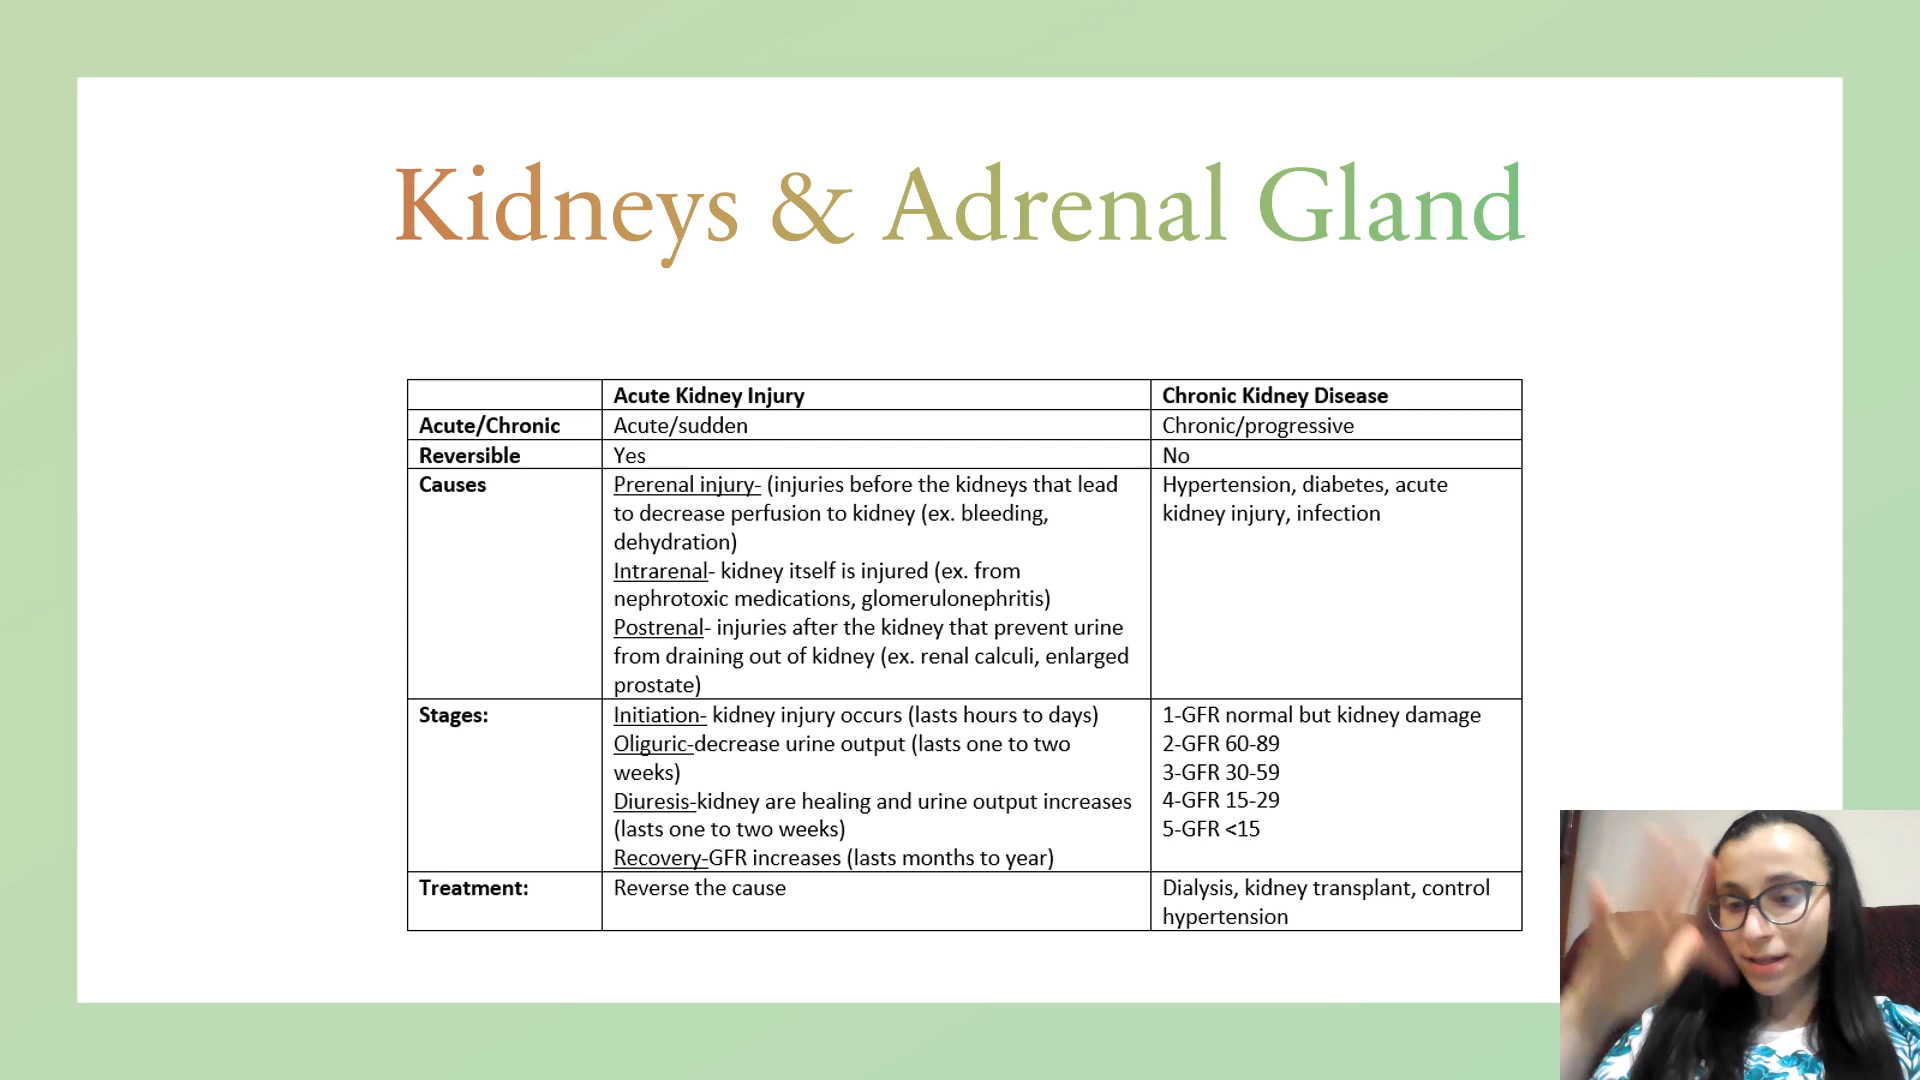 Kidneys & Adrenal Gland
Acute Kidney Injury
Chronic Kidney Disease
Acute/Chronic
Acute/sudden
Chronic/progressive
Reversible
Yes
No
Causes
Prerenal injury- (injuries before the kidneys that lead
to decrease perfusion to kidney (ex. bleeding,
dehydration)
Intrarenal- kidney itself is injured (ex. from
nephrotoxic medications, glomerulonephritis)
Postrenal- injuries after the kidney that prevent urine
from draining out of kidney (ex. renal calculi, enlarged
prostate)
Hypertension, diabetes, acute
kidney injury, infection
Stages:
Initiation- kidney injury occurs (lasts hours to days)
Oliguric-decrease urine output (lasts one to two
weeks)
Diuresis-kidney are healing and urine output increases
(lasts one to two weeks)
Recovery-GFR increases (lasts months to year)
1-GFR normal but kidney damage
2-GFR 60-89
3-GFR 30-59
4-GFR 15-29
5-GFR <15
Treatment:
Reverse the cause
Dialysis, kidney transplant, control
hypertension